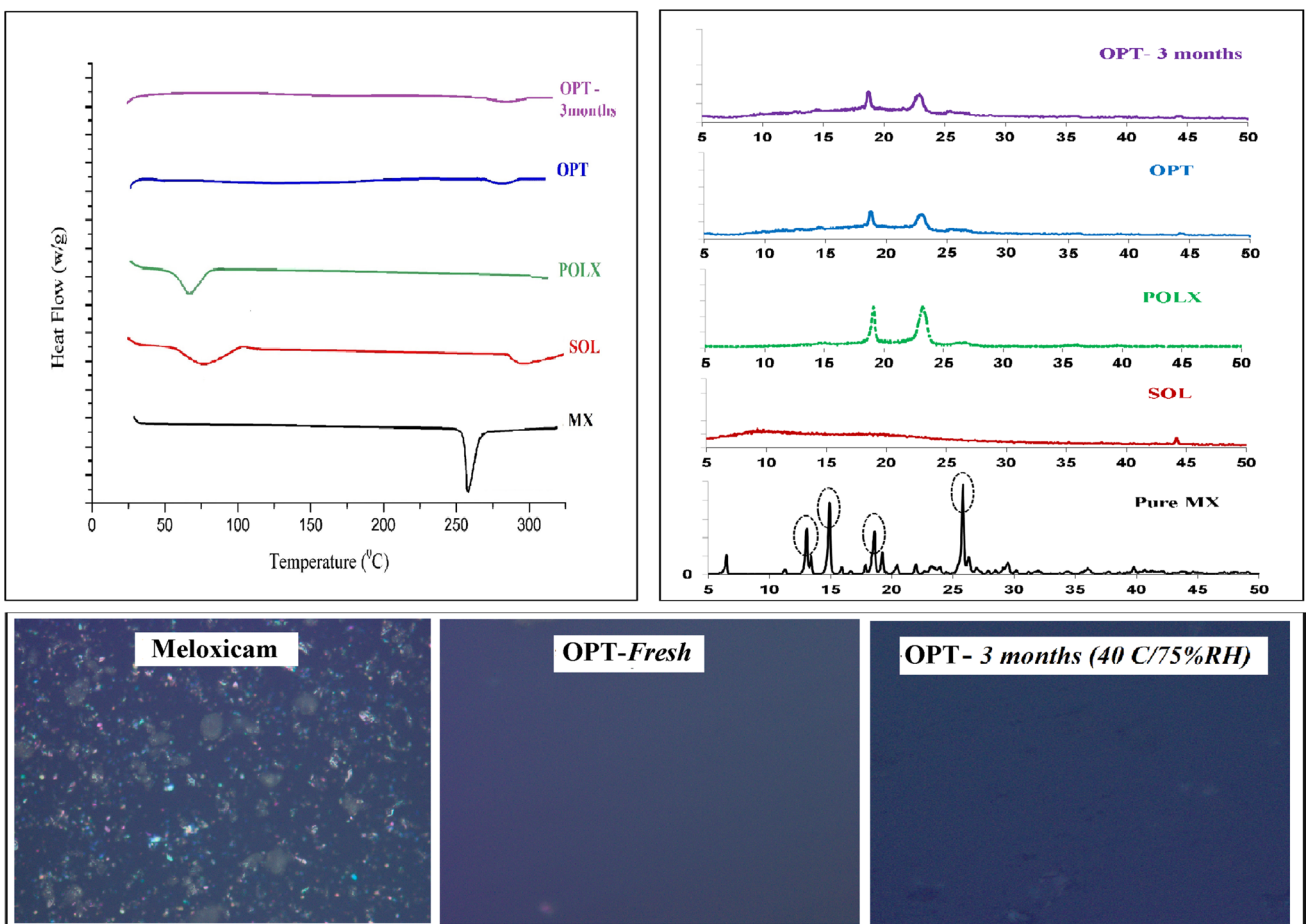 Heat Flow (w/g)
OPT -
3months
OPT
POLX
SOL
MX
0 50 100 150 200 250 300
Temperature (⁰C)
OPT- 3 months
5 10 15 20 25 30 35 40 45 50
OPT
5 10 15 20 25 30 35 40 45 50
POLX
5 10 15 20 25 30 35 40 45 50
SOL
5 10 15 20 25 30 35 40 45 50
Pure MX
0
5 10 15 20 25 30 35 40 45 50
Meloxicam
OPT-Fresh
OPT- 3 months (40 C/75%RH)